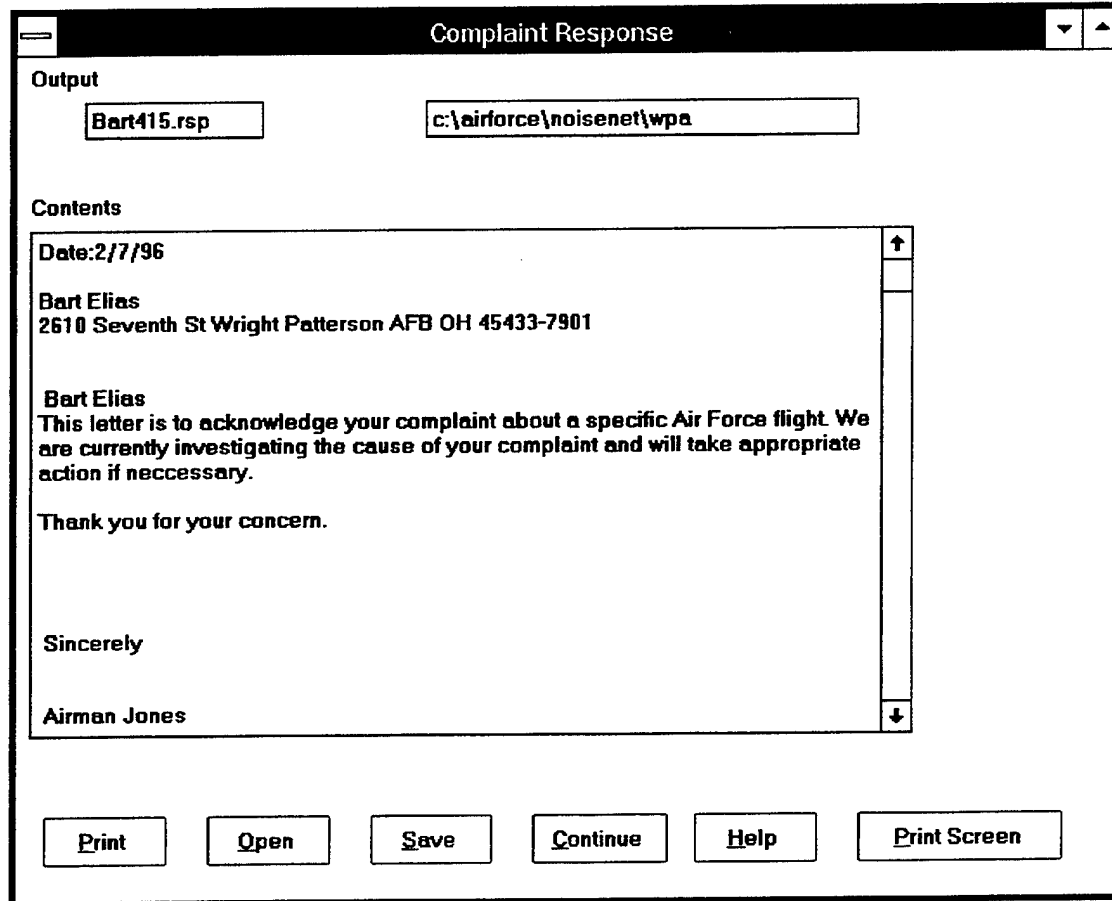 Complaint Response
Output
Bart415.rsp
c:\airforce\noisenet\wpa
Contents
Date:2/7/96
Bart Elias
2610 Seventh St Wright Patterson AFB OH 45433-7901
Bart Elias
This letter is to acknowledge your complaint about a specific Air Force flight. We
are currently investigating the cause of your complaint and will take appropriate
action if neccessary.
Thank you for your concern.
Sincerely
Airman Jones
Print
Open
Save
Continue
Help
Print Screen